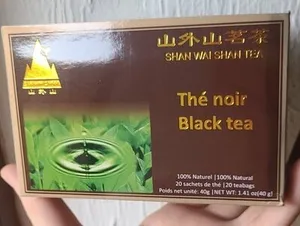 山外山茗茶
SHAN WAI SHAN TEA
山外山
Thé noir
Black tea
100% Naturel |100% Natural
20 sachets de thé |20 teabags
Poids net unité: 40g |NET WT: 1.41 oz(40 g)